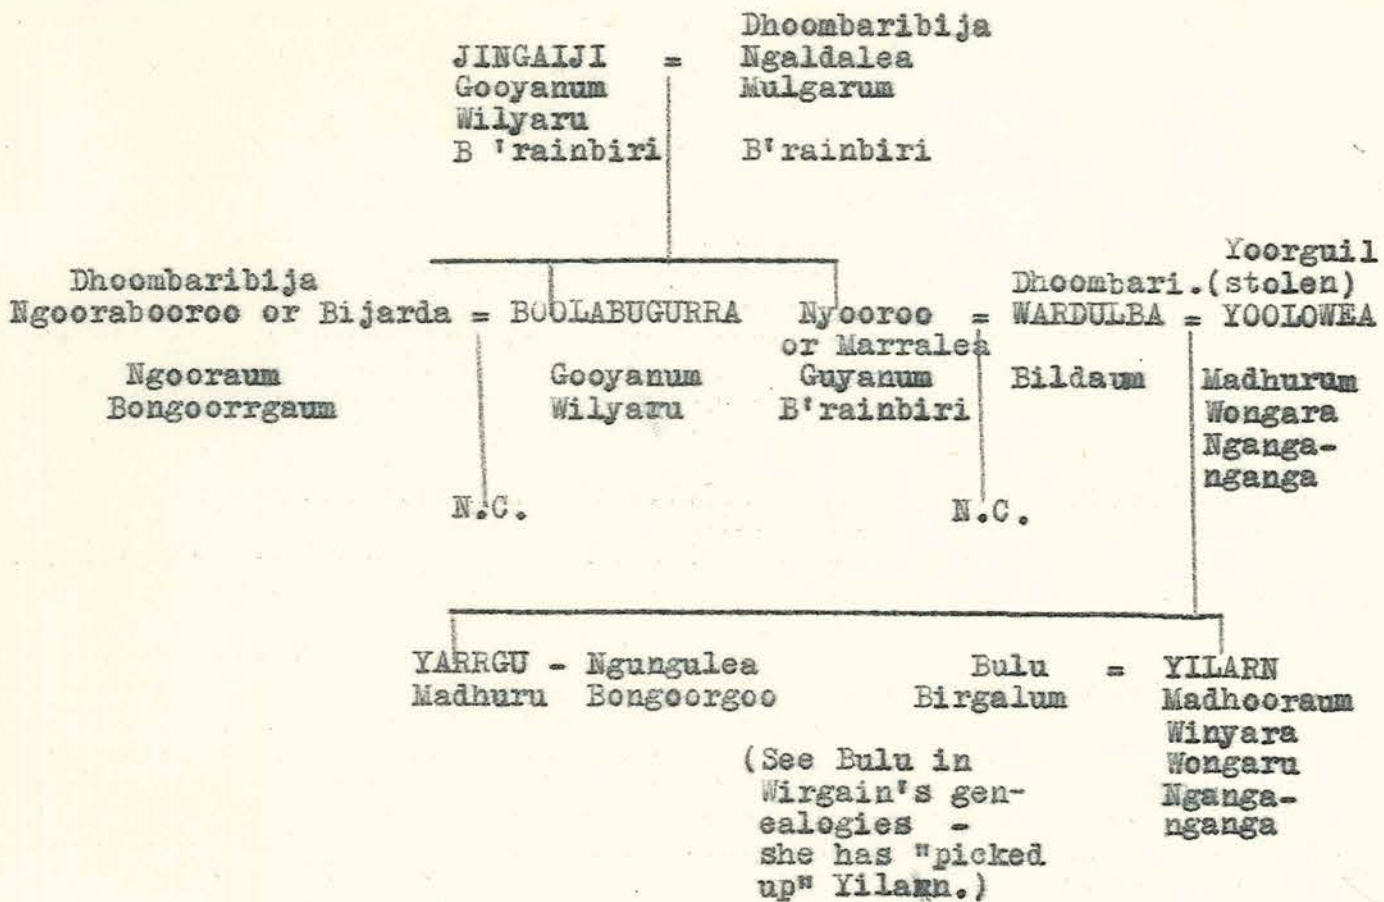 Dhoombaribija
JINGAIJI = Ngaldalea
Gooyanum Mulgarum
Wilyaru
B 'rainbiri B'rainbiri
Yoorguil
Dhoombaribija Dhoombari.(stolen)
Ngoorabooroo or Bijarda = BOOLABUGURRA Nyooroo = WARDULBA = YOOLOWEA
or Marralea
Ngooraum Gooyanum Guyanum Bildaum Madhurum
Bongoorrgaum Wilyaru B'rainbiri Wongara
Nganga-
nganga
N.C. N.C.
YARRGU - Ngungulea Bulu = YILARN
Madhuru Bongoorgoo Birgalum Madhooraum
Winyara
(See Bulu in Wongaru
Wirgain's gen- Nganga-
ealogies - nganga
she has "picked
up" Yilarn.)